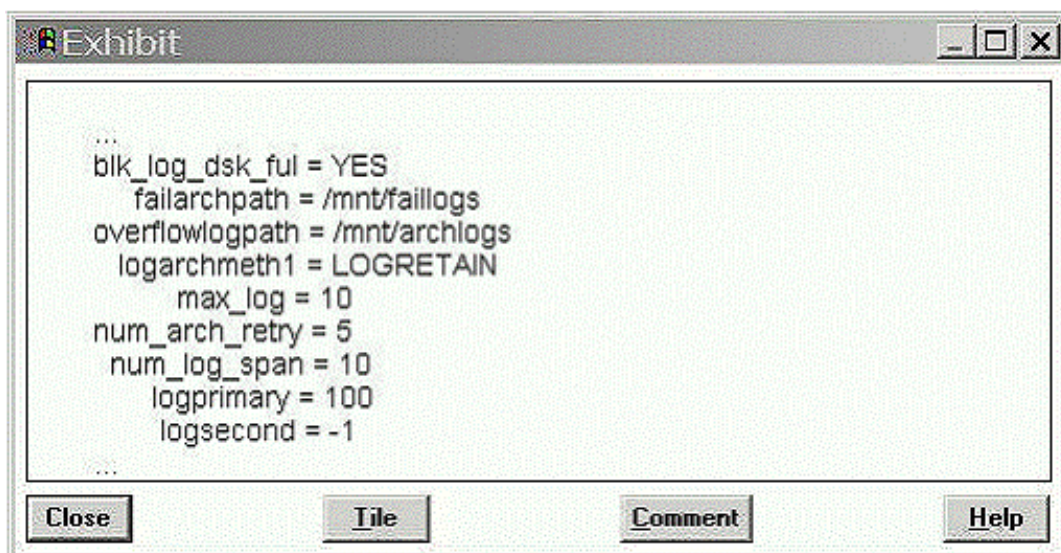 Exhibit
...
blk_log_dsk_ful = YES
failarchpath = /mnt/faillogs
overflowlogpath = /mnt/archlogs
logarchmeth1 = LOGRETAIN
max_log = 10
num_arch_retry = 5
num_log_span = 10
logprimary = 100
logsecond = -1
...
Close Tile Comment Help